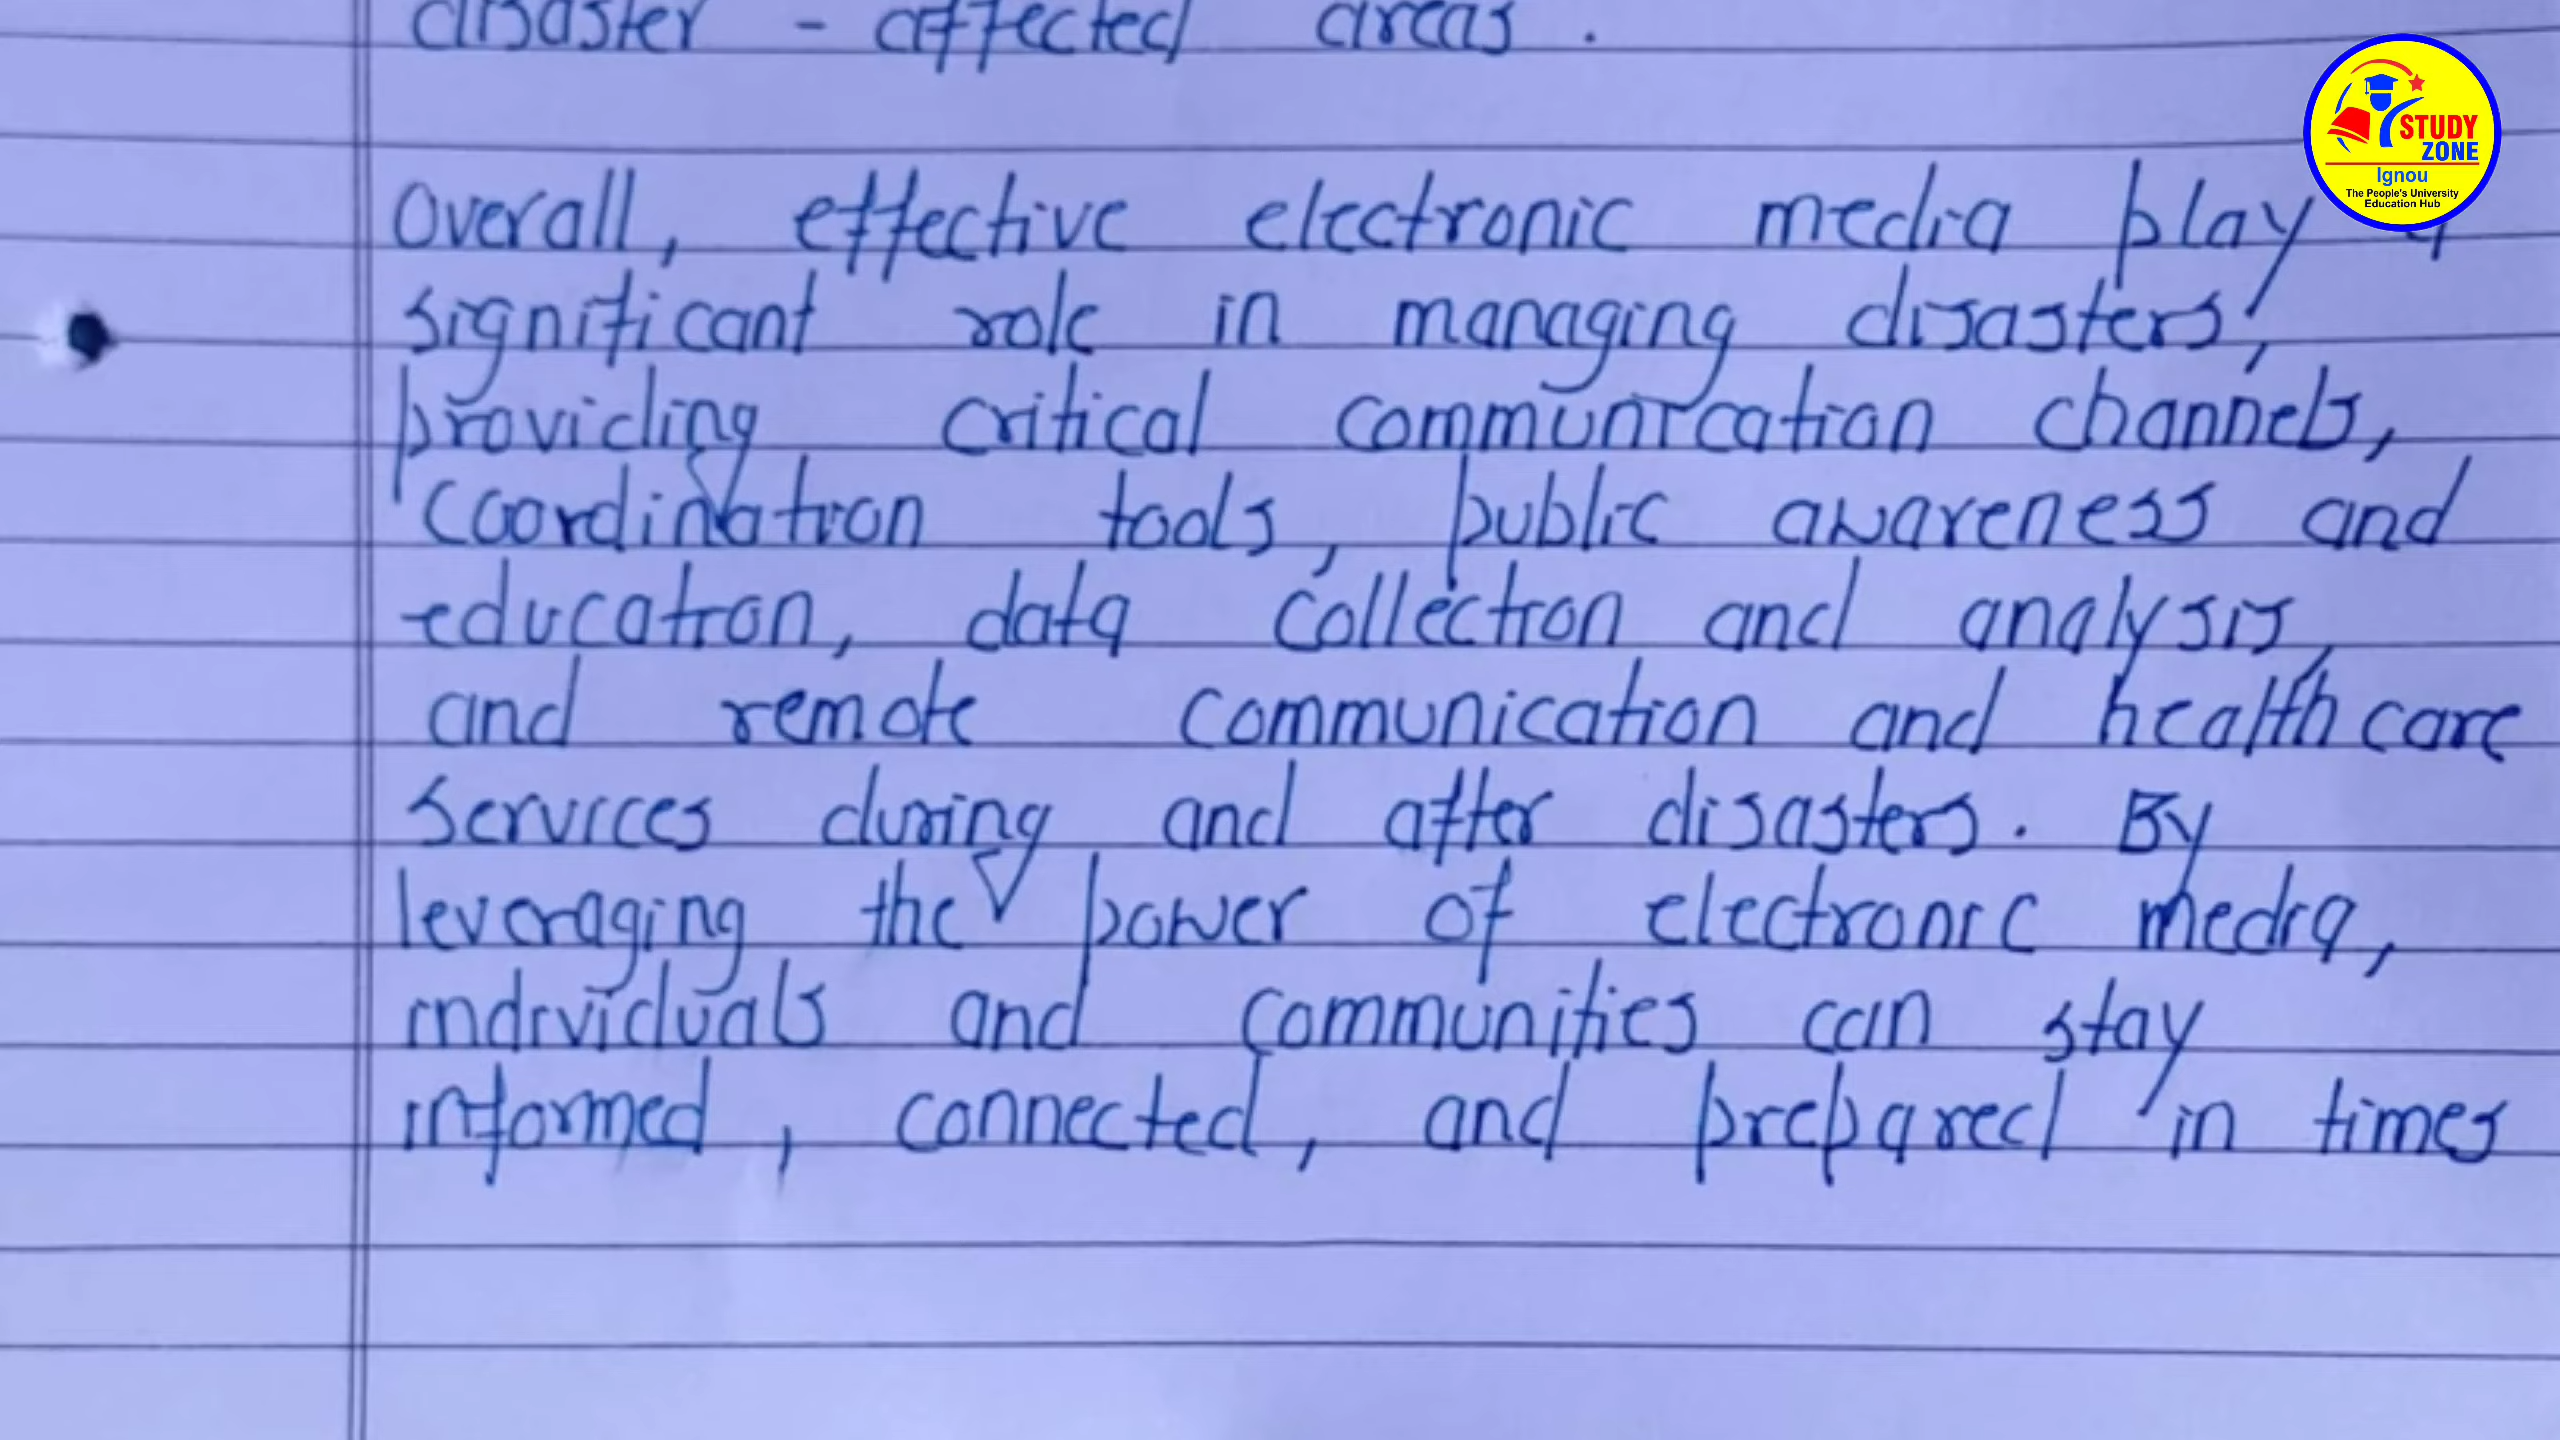 disaster - affected areas.
STUDY
ZONE
Ignou
The People's University
Education Hub
Overall, effective electronic media play a
significant role in managing disasters,
providing critical communication channels,
coordination tools, public awareness and
education, data collection and analysis,
and remote communication and healthcare
services during and after disasters. By
leveraging the power of electronic media,
individuals and communities can stay
informed, connected, and prepared in times